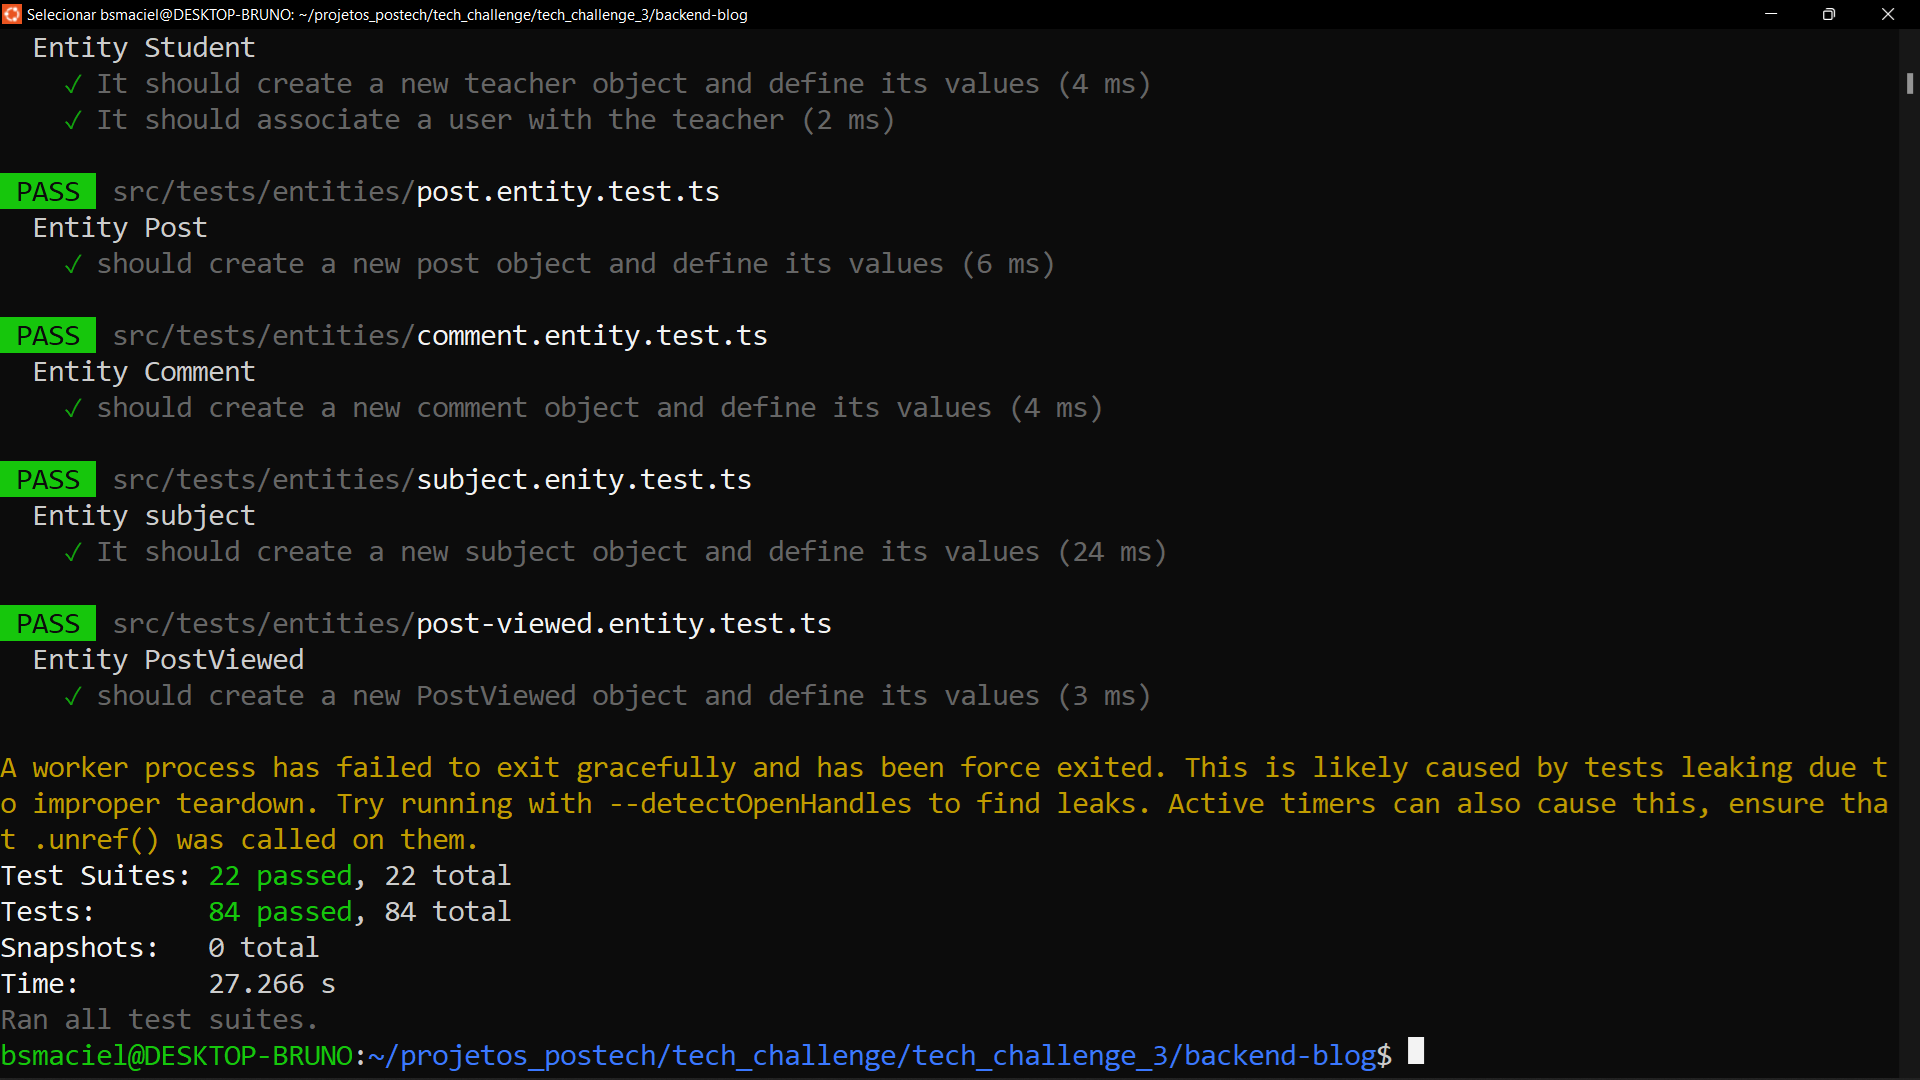 Selecionar bsmaciel@DESKTOP-BRUNO: ~/projetos_postech/tech_challenge/tech_challenge_3/backend-blog
Entity Student
✓ It should create a new teacher object and define its values (4 ms)
✓ It should associate a user with the teacher (2 ms)
PASS src/tests/entities/post.entity.test.ts
Entity Post
✓ should create a new post object and define its values (6 ms)
PASS src/tests/entities/comment.entity.test.ts
Entity Comment
✓ should create a new comment object and define its values (4 ms)
PASS src/tests/entities/subject.enity.test.ts
Entity subject
✓ It should create a new subject object and define its values (24 ms)
PASS src/tests/entities/post-viewed.entity.test.ts
Entity PostViewed
✓ should create a new PostViewed object and define its values (3 ms)
A worker process has failed to exit gracefully and has been force exited. This is likely caused by tests leaking due t
o improper teardown. Try running with --detectOpenHandles to find leaks. Active timers can also cause this, ensure tha
t .unref() was called on them.
Test Suites: 22 passed, 22 total
Tests: 84 passed, 84 total
Snapshots: 0 total
Time: 27.266 s
Ran all test suites.
bsmaciel@DESKTOP-BRUNO:~/projetos_postech/tech_challenge/tech_challenge_3/backend-blog$